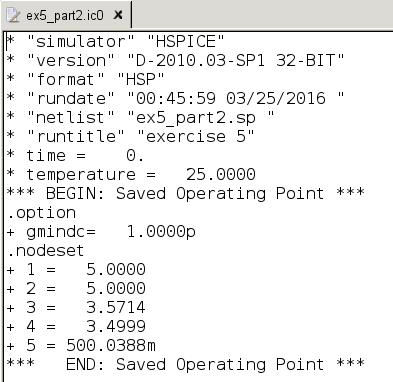 ex5_part2.ic0 ×
* "simulator" "HSPICE"
* "version" "D-2010.03-SP1 32-BIT"
* "format" "HSP"
* "rundate" "00:45:59 03/25/2016 "
* "netlist" "ex5_part2.sp "
* "runtitle" "exercise 5"
* time =    0.
* temperature =   25.0000
*** BEGIN: Saved Operating Point ***
.option
+ gmindc=   1.0000p
.nodeset
+ 1 =   5.0000
+ 2 =   5.0000
+ 3 =   3.5714
+ 4 =   3.4999
+ 5 = 500.0388m
***   END: Saved Operating Point ***